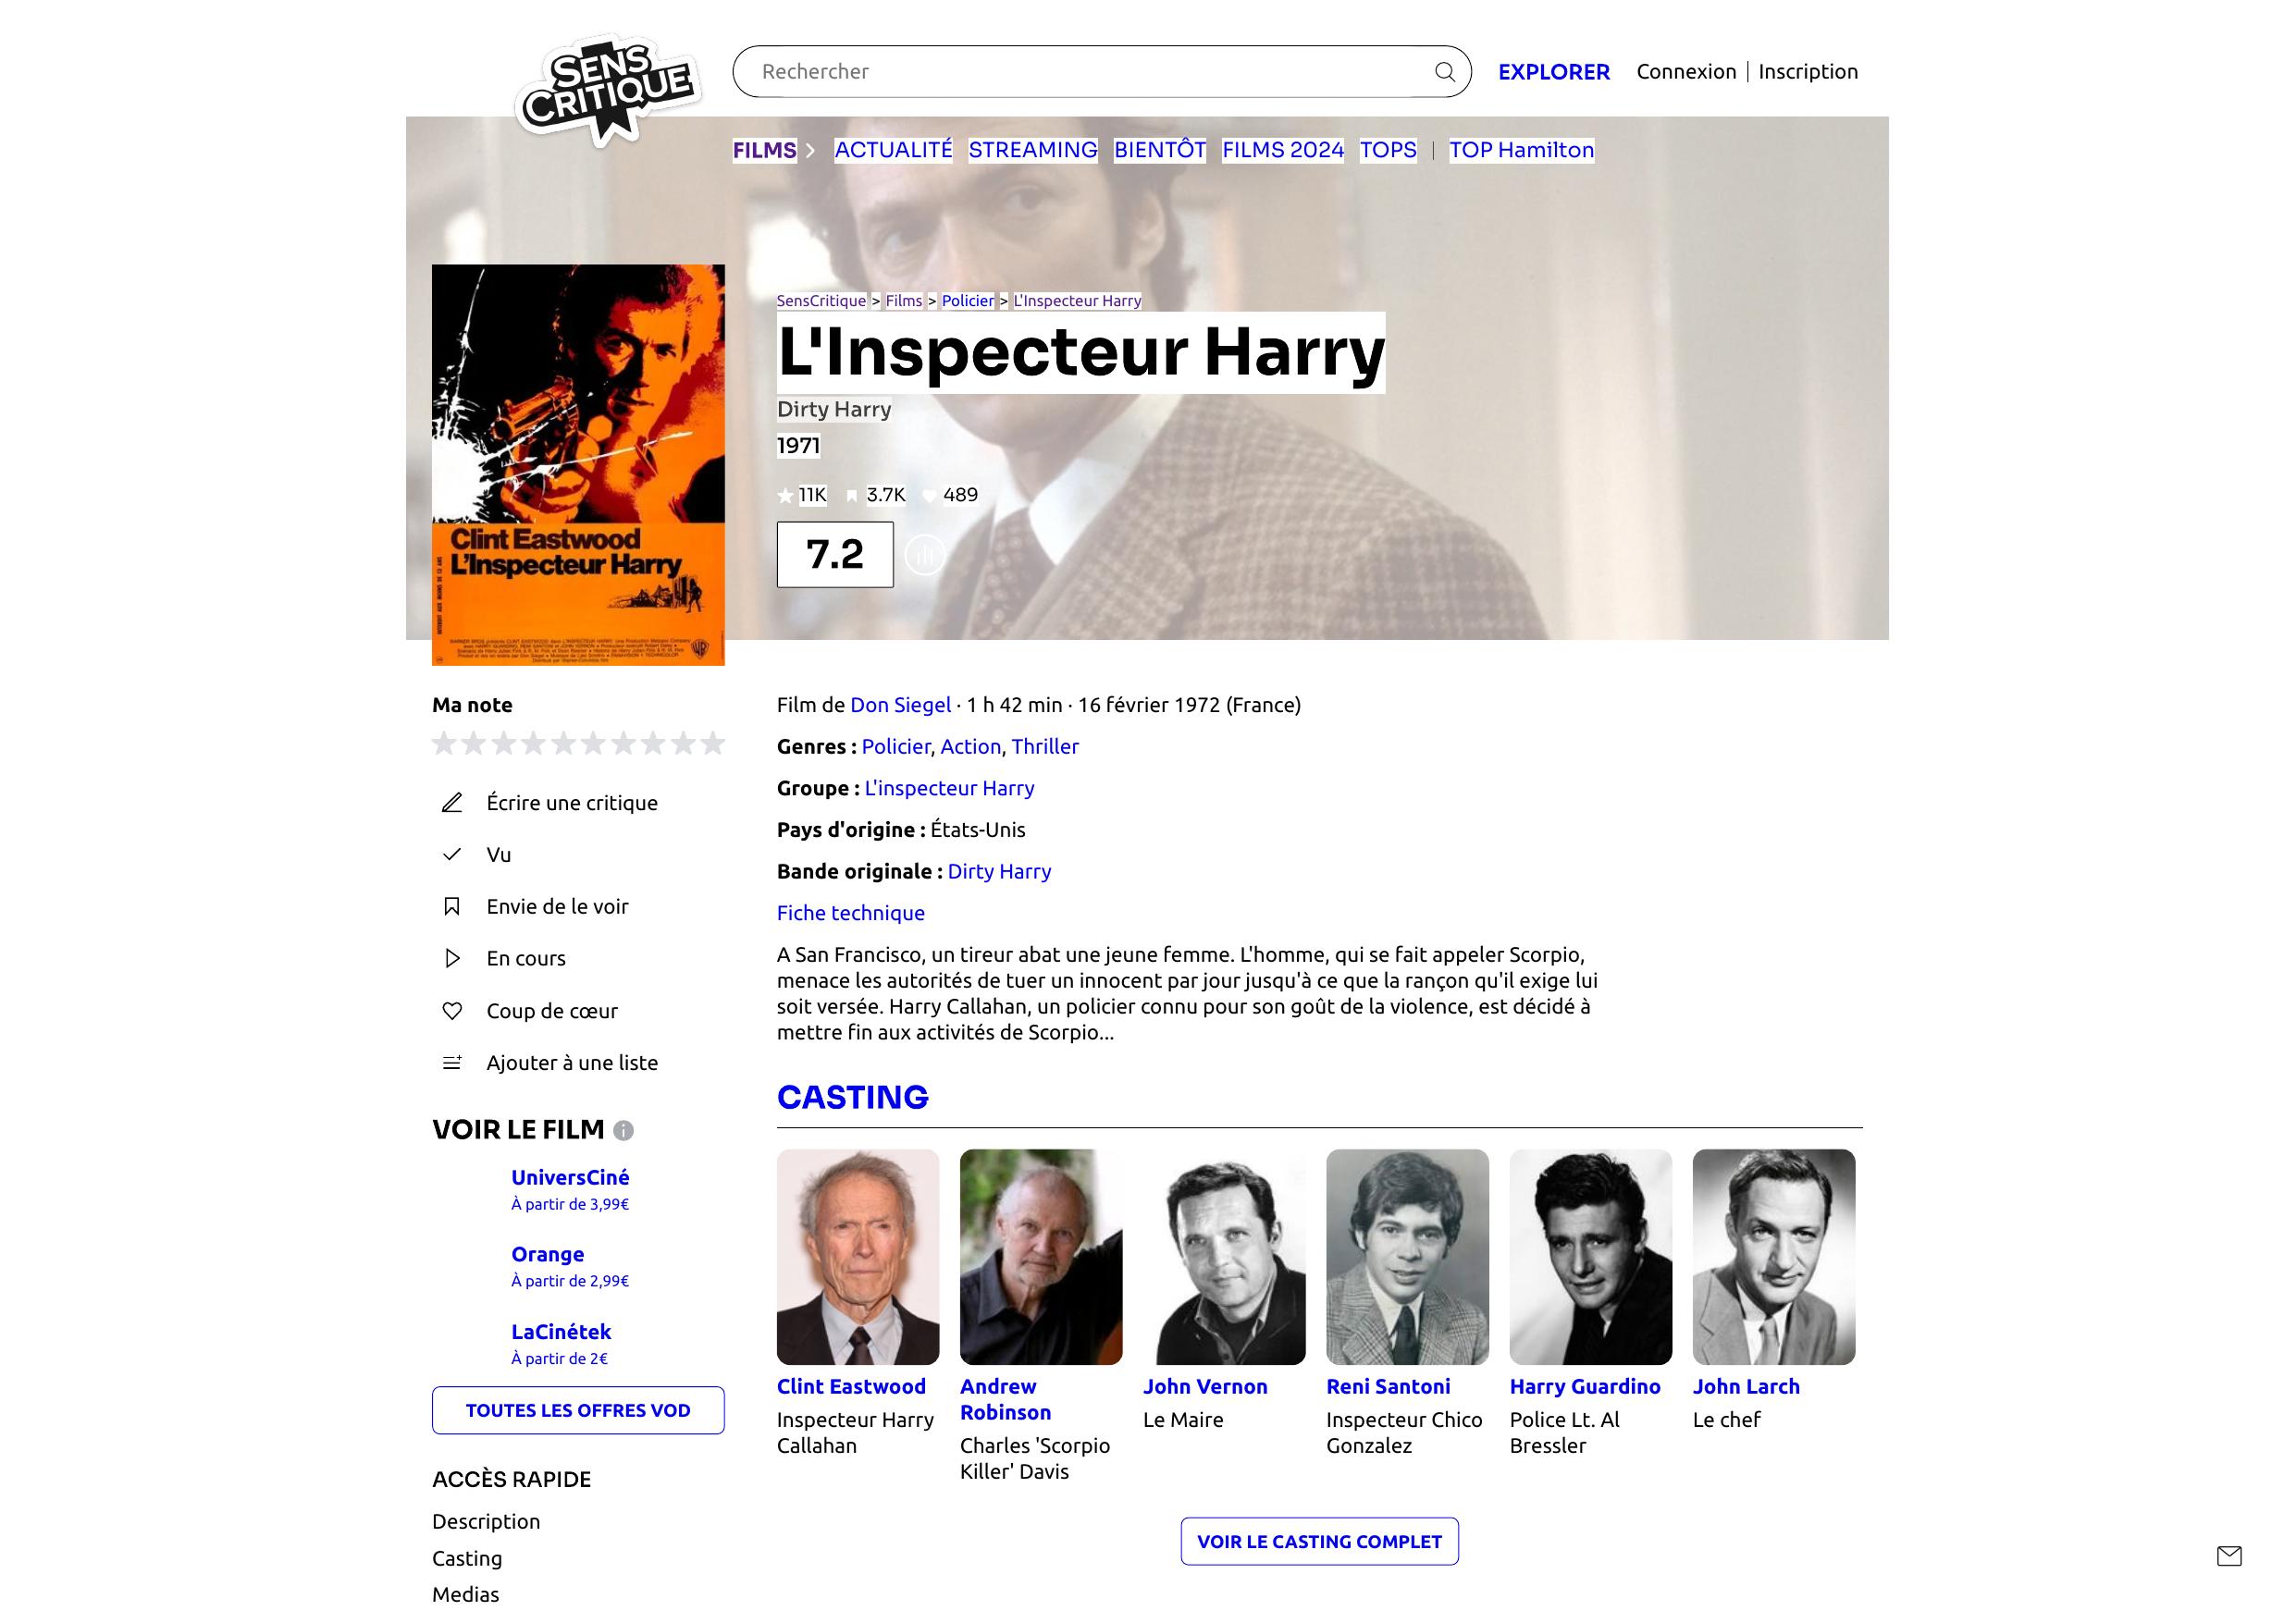 SENS CRITIQUE
Rechercher
EXPLORER
Connexion | Inscription
FILMS
ACTUALITÉ
STREAMING
BIENTÔT
FILMS 2024
TOPS
TOP Hamilton
SensCritique > Films > Policier > L'Inspecteur Harry
L'Inspecteur Harry
Dirty Harry
1971
11K 3.7K 489
7.2
Clint Eastwood
L'Inspecteur Harry
Ma note
Écrire une critique
Vu
Envie de le voir
En cours
Coup de cœur
Ajouter à une liste
VOIR LE FILM
UniversCiné
À partir de 3,99€
Orange
À partir de 2,99€
LaCinétek
À partir de 2€
TOUTES LES OFFRES VOD
ACCÈS RAPIDE
Description
Casting
Medias
Film de Don Siegel · 1 h 42 min · 16 février 1972 (France)
Genres : Policier, Action, Thriller
Groupe : L'inspecteur Harry
Pays d'origine : États-Unis
Bande originale : Dirty Harry
Fiche technique
A San Francisco, un tireur abat une jeune femme. L'homme, qui se fait appeler Scorpio,
menace les autorités de tuer un innocent par jour jusqu'à ce que la rançon qu'il exige lui
soit versée. Harry Callahan, un policier connu pour son goût de la violence, est décidé à
mettre fin aux activités de Scorpio...
CASTING
Clint Eastwood
Inspecteur Harry
Callahan
Andrew
Robinson
Charles 'Scorpio
Killer' Davis
John Vernon
Le Maire
Reni Santoni
Inspecteur Chico
Gonzalez
Harry Guardino
Police Lt. Al
Bressler
John Larch
Le chef
VOIR LE CASTING COMPLET